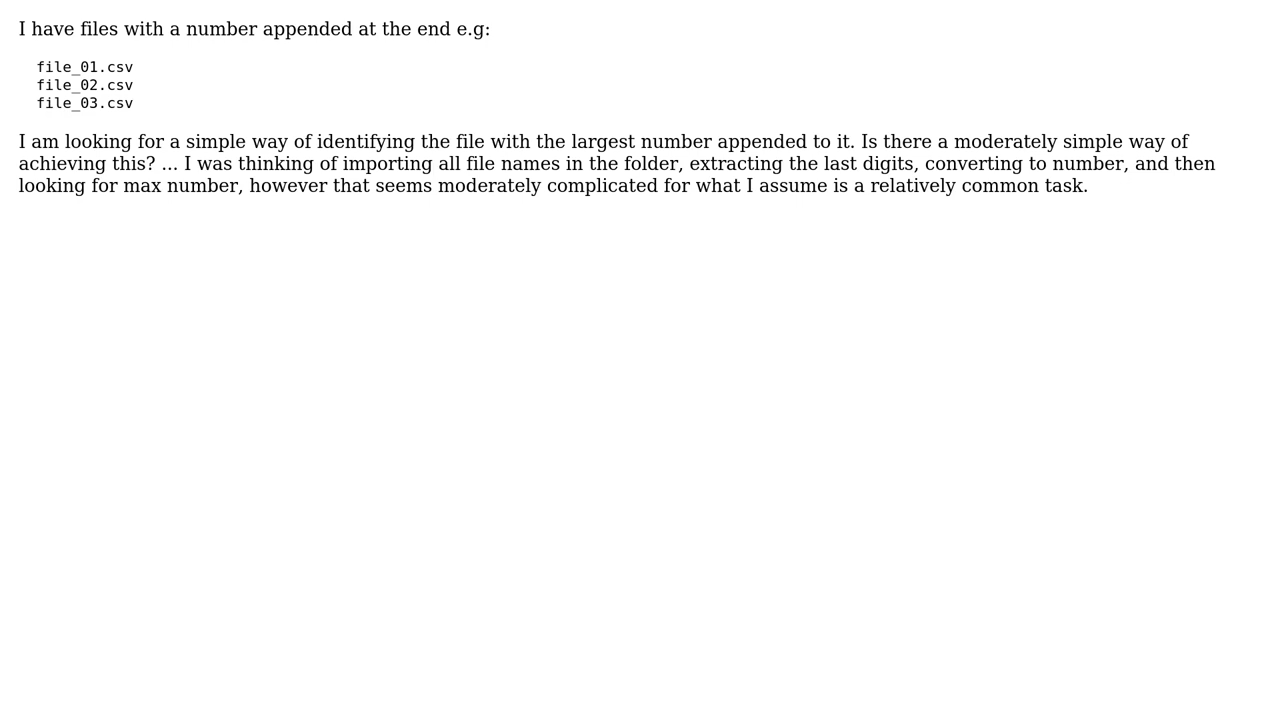 I have files with a number appended at the end e.g:
file_01.csv
file_02.csv
file_03.csv
I am looking for a simple way of identifying the file with the largest number appended to it. Is there a moderately simple way of
achieving this? ... I was thinking of importing all file names in the folder, extracting the last digits, converting to number, and then
looking for max number, however that seems moderately complicated for what I assume is a relatively common task.